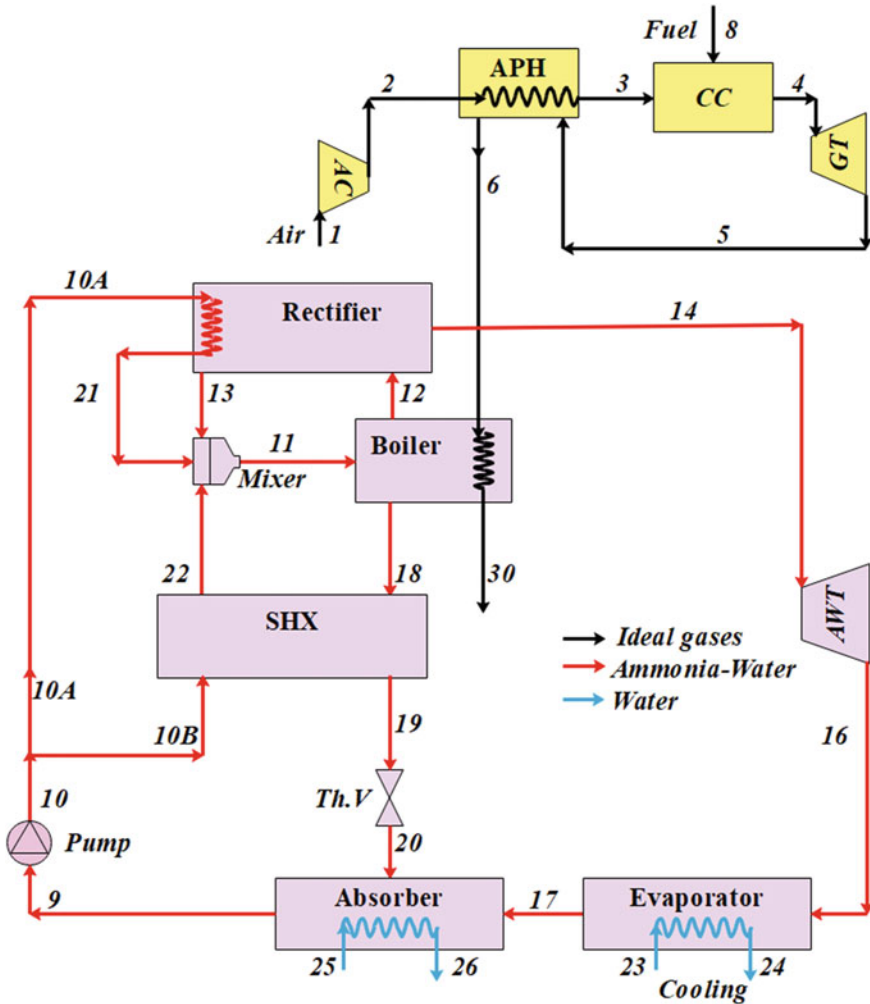 Fuel 8
APH
2
3
CC
4
GT
AC
6
Air 1
5
10A
Rectifier
14
21
13
12
11
Boiler
Mixer
22
18
30
SHX
AWT
Ideal gases
Ammonia-Water
Water
10A
10B
19
16
10
Th.V
Pump
20
9
Absorber
17
Evaporator
25
26
23
24
Cooling